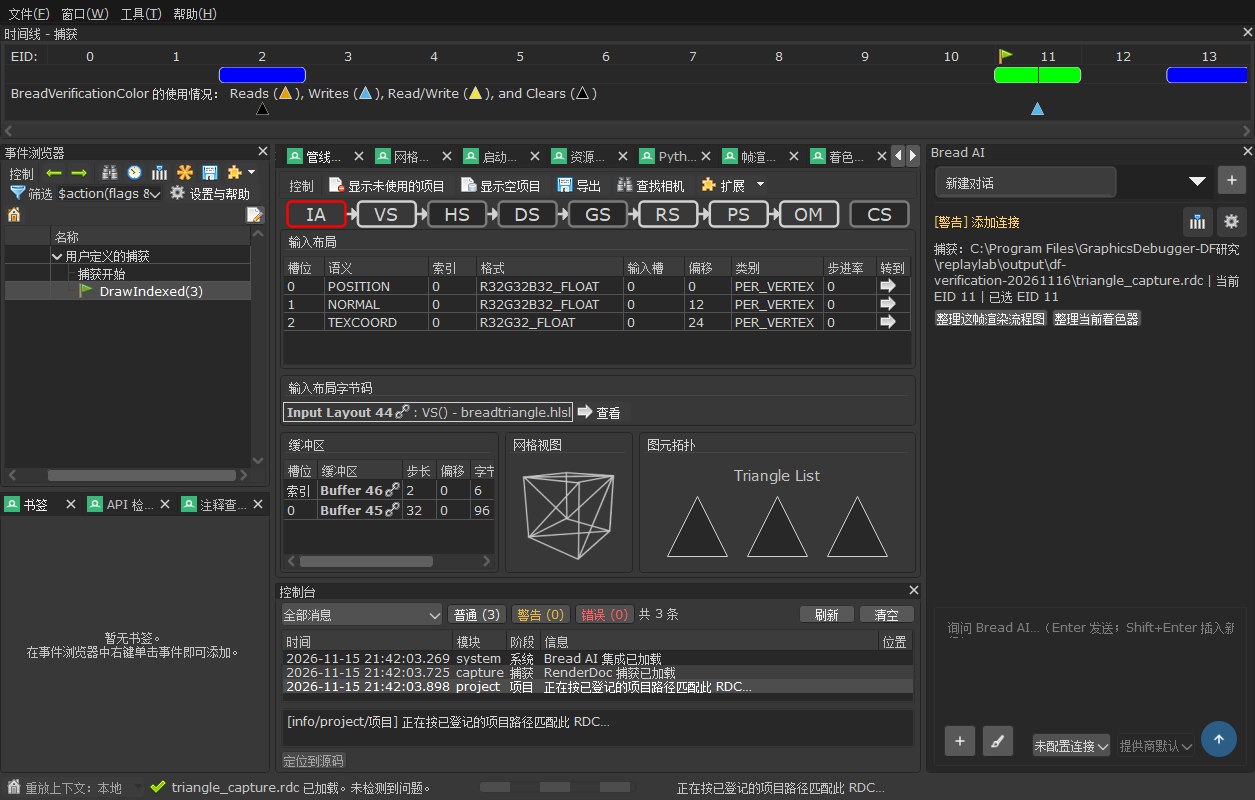 文件(F) 窗口(W) 工具(T) 帮助(H)
时间线 - 捕获
EID: 0 1 2 3 4 5 6 7 8 9 10 11 12 13
BreadVerificationColor 的使用情况: Reads ( ), Writes ( ), Read/Write ( ), and Clears ( )
事件浏览器
控制
筛选 $action(flags & 设置与帮助
名称
用户定义的捕获
捕获开始
DrawIndexed(3)
书签 API 检... 注释查...
暂无书签。
在事件浏览器中右键单击事件即可添加。
管线... 网格... 启动... 资源... Pyth... 帧渲... 着色...
控制 显示未使用的项目 显示空项目 导出 查找相机 扩展
IA VS HS DS GS RS PS OM CS
输入布局
槽位 语义 索引 格式 输入槽 偏移 类别 步进率 转到
0 POSITION 0 R32G32B32_FLOAT 0 0 PER_VERTEX 0
1 NORMAL 0 R32G32B32_FLOAT 0 12 PER_VERTEX 0
2 TEXCOORD 0 R32G32_FLOAT 0 24 PER_VERTEX 0
输入布局字节码
Input Layout 44 : VS() - breadtriangle.hlsl 查看
缓冲区
槽位 缓冲区 步长 偏移 字节
索引 Buffer 46 2 0 6
0 Buffer 45 32 0 96
网格视图
图元拓扑
Triangle List
控制台
全部消息 普通 (3) 警告 (0) 错误 (0) 共 3 条 刷新 清空
时间 模块 阶段 信息 位置
2026-11-15 21:42:03.269 system 系统 Bread AI 集成已加载
2026-11-15 21:42:03.725 capture 捕获 RenderDoc 捕获已加载
2026-11-15 21:42:03.898 project 项目 正在按已登记的项目路径匹配此 RDC...
[info/project/项目] 正在按已登记的项目路径匹配此 RDC...
定位到源码
Bread AI
新建对话
[警告] 添加连接
捕获: C:\Program Files\GraphicsDebugger-DF研究
\replaylab\output\df-
verification-20261116\triangle_capture.rdc | 当前
EID 11 | 已选 EID 11
整理这帧渲染流程图 整理当前着色器
询问 Bread AI...（Enter 发送；Shift+Enter 插入新
未配置连接 提供商默认
重放上下文: 本地 triangle_capture.rdc 已加载。未检测到问题。 正在按已登记的项目路径匹配此 RDC...